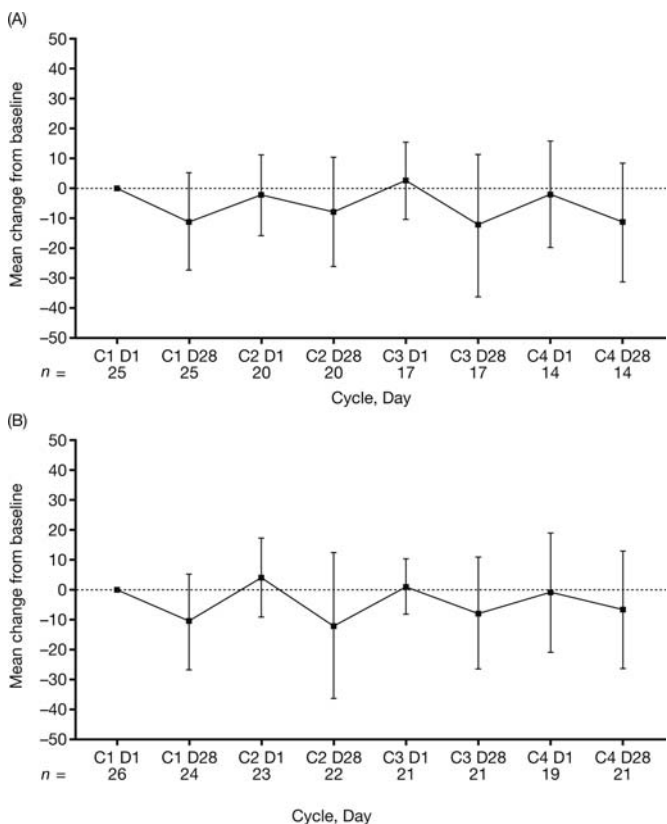 (A)
Mean change from baseline
50
40
30
20
10
0
–10
–20
–30
–40
–50
C1 D1 C1 D28 C2 D1 C2 D28 C3 D1 C3 D28 C4 D1 C4 D28
n = 25 25 20 20 17 17 14 14
Cycle, Day
(B)
Mean change from baseline
50
40
30
20
10
0
–10
–20
–30
–40
–50
C1 D1 C1 D28 C2 D1 C2 D28 C3 D1 C3 D28 C4 D1 C4 D28
n = 26 24 23 22 21 21 19 21
Cycle, Day